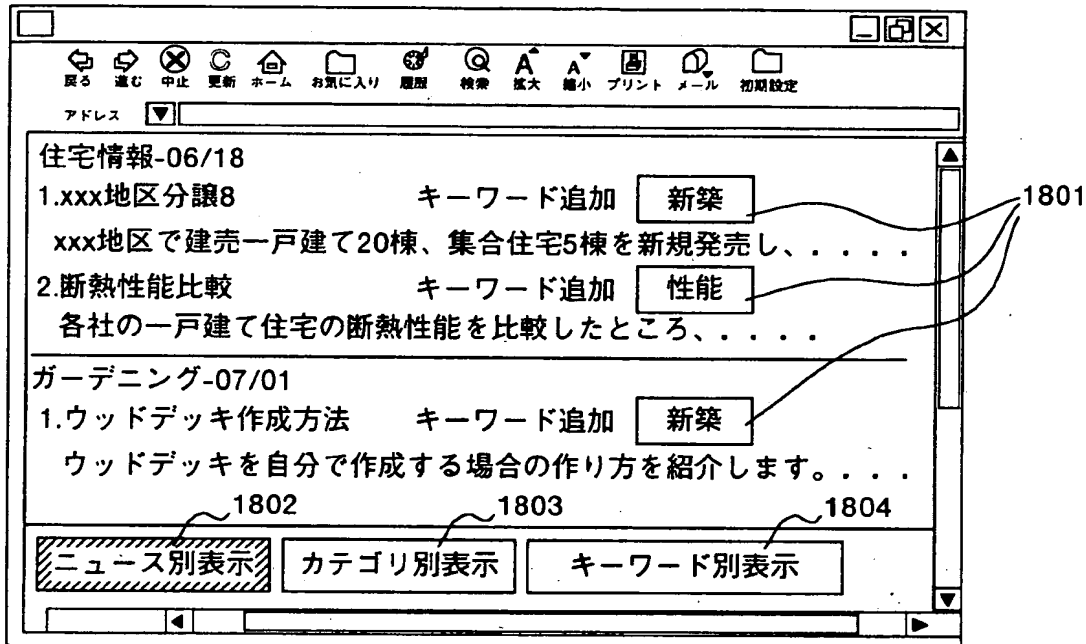 戻る 進む 中止 更新 ホーム お気に入り 履歴 検索 拡大 縮小 プリント メール 初期設定
アドレス
住宅情報-06/18
1.xxx地区分譲8 キーワード追加 新築
1801
xxx地区で建売一戸建て20棟、集合住宅5棟を新規発売し、.....
2.断熱性能比較 キーワード追加 性能
各社の一戸建て住宅の断熱性能を比較したところ、.....
ガーデニング-07/01
1.ウッドデッキ作成方法 キーワード追加 新築
ウッドデッキを自分で作成する場合の作り方を紹介します。....
1802 1803 1804
ニュース別表示 カテゴリ別表示 キーワード別表示